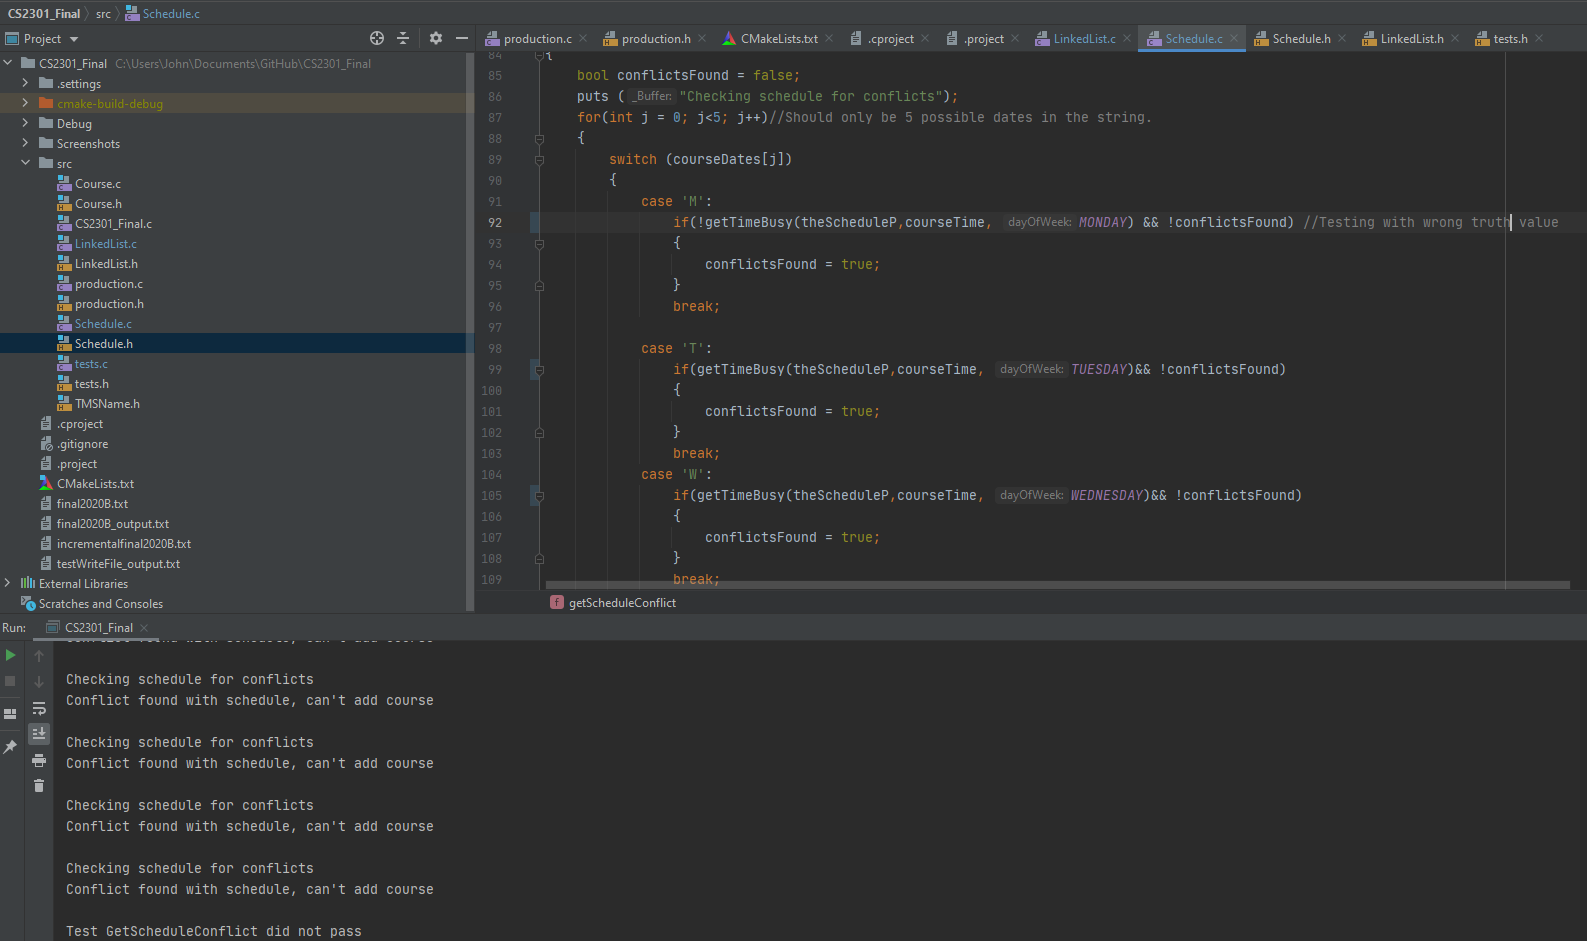 CS2301_Final src Schedule.c
Project
production.c production.h CMakeLists.txt .cproject .project LinkedList.c Schedule.c Schedule.h LinkedList.h tests.h
CS2301_Final C:\Users\John\Documents\GitHub\CS2301_Final
.settings
cmake-build-debug
Debug
Screenshots
src
Course.c
Course.h
CS2301_Final.c
LinkedList.c
LinkedList.h
production.c
production.h
Schedule.c
Schedule.h
tests.c
tests.h
TMSName.h
.cproject
.gitignore
.project
CMakeLists.txt
final2020B.txt
final2020B_output.txt
incrementalfinal2020B.txt
testWriteFile_output.txt
External Libraries
Scratches and Consoles
84 {
85 bool conflictsFound = false;
86 puts ( _Buffer: "Checking schedule for conflicts");
87 for(int j = 0; j<5; j++)//Should only be 5 possible dates in the string.
88 {
89 switch (courseDates[j])
90 {
91 case 'M':
92 if(!getTimeBusy(theScheduleP,courseTime, dayOfWeek: MONDAY) && !conflictsFound) //Testing with wrong truth value
93 {
94 conflictsFound = true;
95 }
96 break;
97
98 case 'T':
99 if(getTimeBusy(theScheduleP,courseTime, dayOfWeek: TUESDAY)&& !conflictsFound)
100 {
101 conflictsFound = true;
102 }
103 break;
104 case 'W':
105 if(getTimeBusy(theScheduleP,courseTime, dayOfWeek: WEDNESDAY)&& !conflictsFound)
106 {
107 conflictsFound = true;
108 }
109 break;
f getScheduleConflict
Run: CS2301_Final
Conflict found with schedule, can't add course
Checking schedule for conflicts
Conflict found with schedule, can't add course
Checking schedule for conflicts
Conflict found with schedule, can't add course
Checking schedule for conflicts
Conflict found with schedule, can't add course
Checking schedule for conflicts
Conflict found with schedule, can't add course
Test GetScheduleConflict did not pass